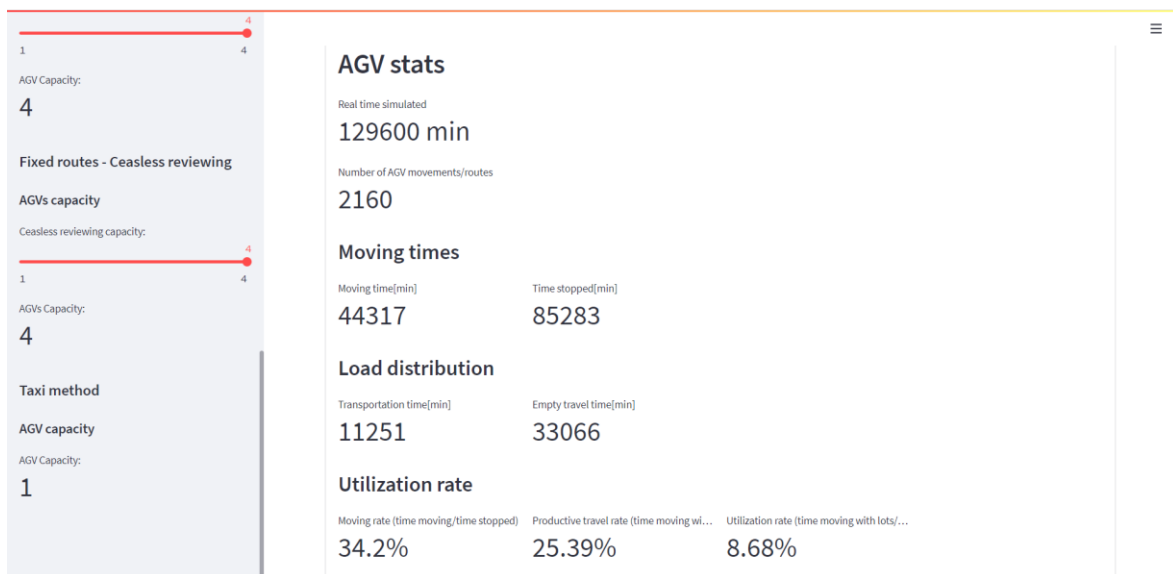 4
1 4
AGV Capacity:
4
Fixed routes - Ceasless reviewing
AGVs capacity
Ceasless reviewing capacity:
4
1 4
AGVs Capacity:
4
Taxi method
AGV capacity
AGV Capacity:
1
AGV stats
Real time simulated
129600 min
Number of AGV movements/routes
2160
Moving times
Moving time[min] Time stopped[min]
44317 85283
Load distribution
Transportation time[min] Empty travel time[min]
11251 33066
Utilization rate
Moving rate (time moving/time stopped) Productive travel rate (time moving wi... Utilization rate (time moving with lots/...
34.2% 25.39% 8.68%